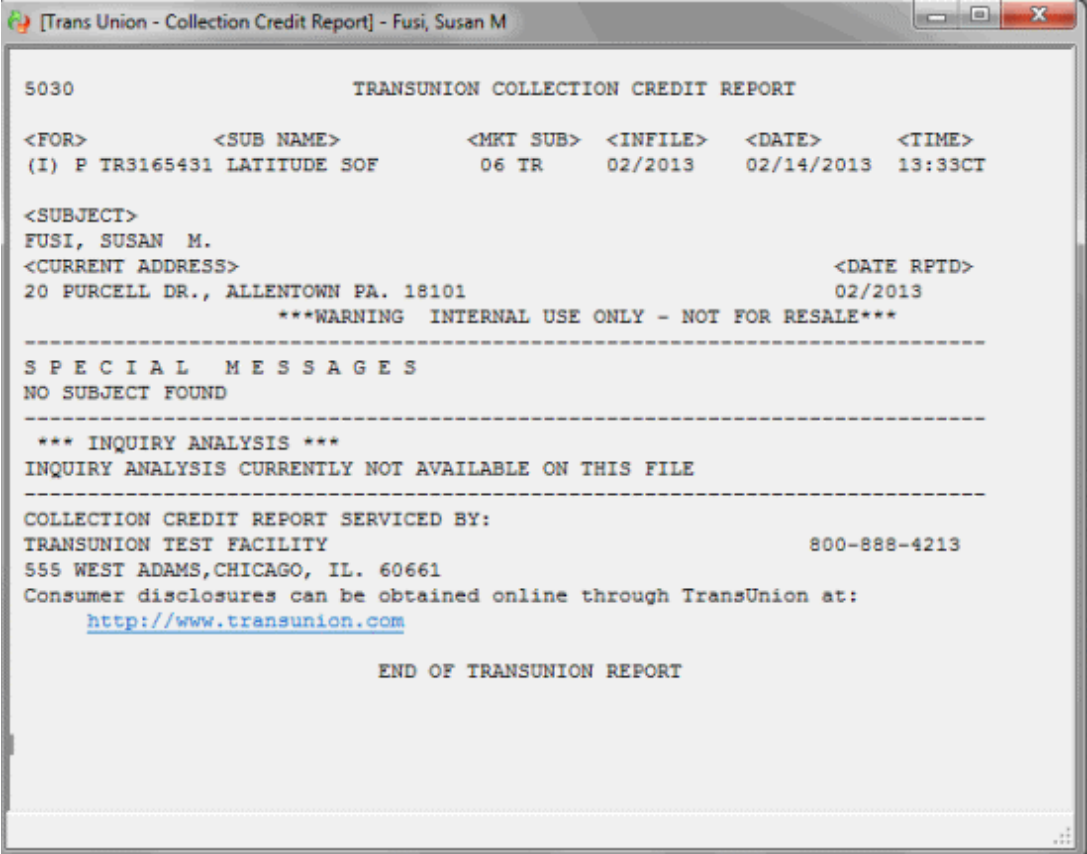 [Trans Union - Collection Credit Report] - Fusi, Susan M
5030 TRANSUNION COLLECTION CREDIT REPORT
<FOR> <SUB NAME> <MKT SUB> <INFILE> <DATE> <TIME>
(I) P TR3165431 LATITUDE SOF 06 TR 02/2013 02/14/2013 13:33CT
<SUBJECT>
FUSI, SUSAN M.
<CURRENT ADDRESS> <DATE RPTD>
20 PURCELL DR., ALLENTOWN PA. 18101 02/2013
***WARNING INTERNAL USE ONLY - NOT FOR RESALE***
S P E C I A L M E S S A G E S
NO SUBJECT FOUND
*** INQUIRY ANALYSIS ***
INQUIRY ANALYSIS CURRENTLY NOT AVAILABLE ON THIS FILE
COLLECTION CREDIT REPORT SERVICED BY:
TRANSUNION TEST FACILITY 800-888-4213
555 WEST ADAMS,CHICAGO, IL. 60661
Consumer disclosures can be obtained online through TransUnion at:
http://www.transunion.com
END OF TRANSUNION REPORT